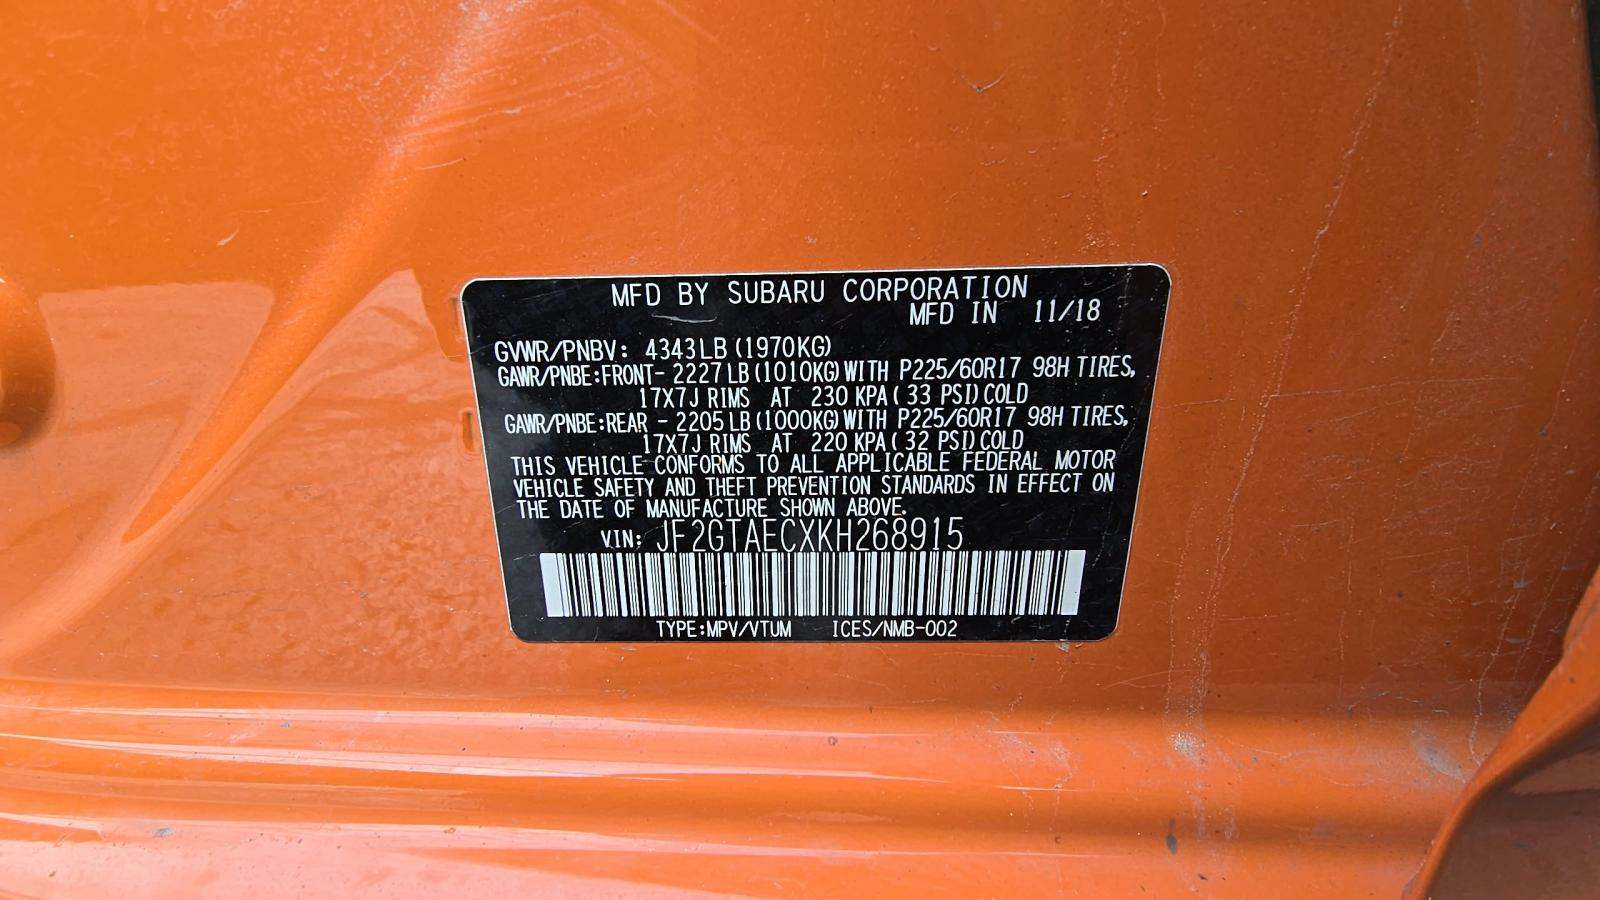 MFD BY SUBARU CORPORATION
MFD IN 11/18
GVWR/PNBV: 4343LB (1970KG)
GAWR/PNBE:FRONT- 2227LB (1010KG) WITH P225/60R17 98H TIRES,
17X7J RIMS AT 230 KPA( 33 PSI) COLD
GAWR/PNBE:REAR - 2205LB (1000KG) WITH P225/60R17 98H TIRES,
17X7J RIMS AT 220 KPA( 32 PSI) COLD
THIS VEHICLE CONFORMS TO ALL APPLICABLE FEDERAL MOTOR
VEHICLE SAFETY AND THEFT PREVENTION STANDARDS IN EFFECT ON
THE DATE OF MANUFACTURE SHOWN ABOVE.
VIN: JF2GTAECXKH268915
TYPE:MPV/VTUM ICES/NMB-002